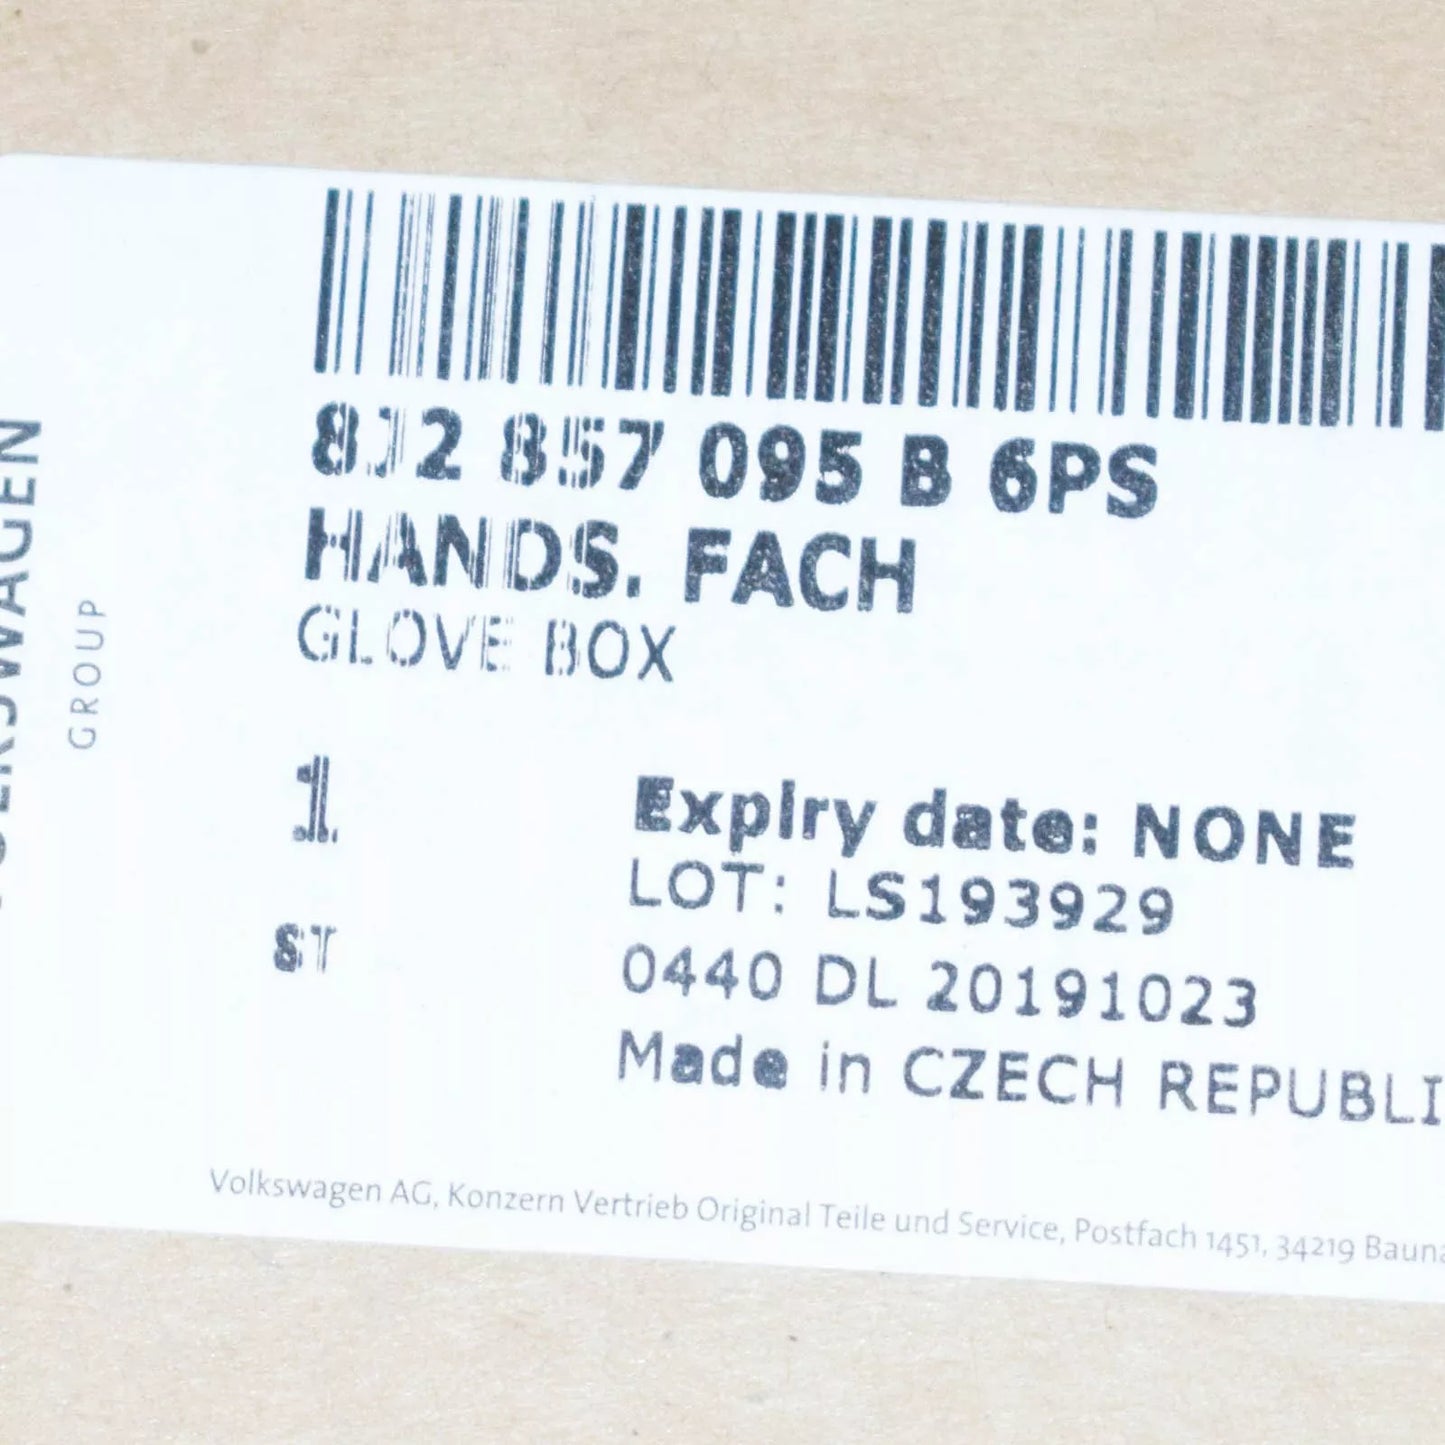 8J2 857 095 B 6PS
HANDS. FACH
GLOVE BOX
1
ST
Expiry date: NONE
LOT: LS193929
0440 DL 20191023
Made in CZECH REPUBLI
Volkswagen AG, Konzern Vertrieb Original Teile und Service, Postfach 1451, 34219 Bauna
GROUP